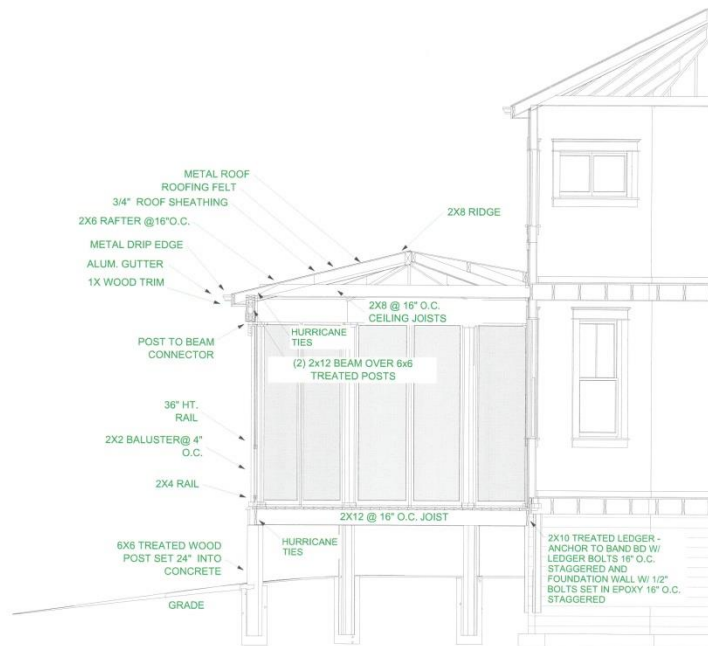 METAL ROOF
ROOFING FELT
3/4" ROOF SHEATHING
2X6 RAFTER @16"O.C.
METAL DRIP EDGE
ALUM. GUTTER
1X WOOD TRIM
2X8 RIDGE
2X8 @ 16" O.C.
CEILING JOISTS
POST TO BEAM
CONNECTOR
HURRICANE
TIES
(2) 2x12 BEAM OVER 6x6
TREATED POSTS
36" HT.
RAIL
2X2 BALUSTER@ 4"
O.C.
2X4 RAIL
2X12 @ 16" O.C. JOIST
6X6 TREATED WOOD
POST SET 24" INTO
CONCRETE
HURRICANE
TIES
2X10 TREATED LEDGER -
ANCHOR TO BAND BD W/
LEDGER BOLTS 16" O.C.
STAGGERED AND
FOUNDATION WALL W/ 1/2"
BOLTS SET IN EPOXY 16" O.C.
STAGGERED
GRADE